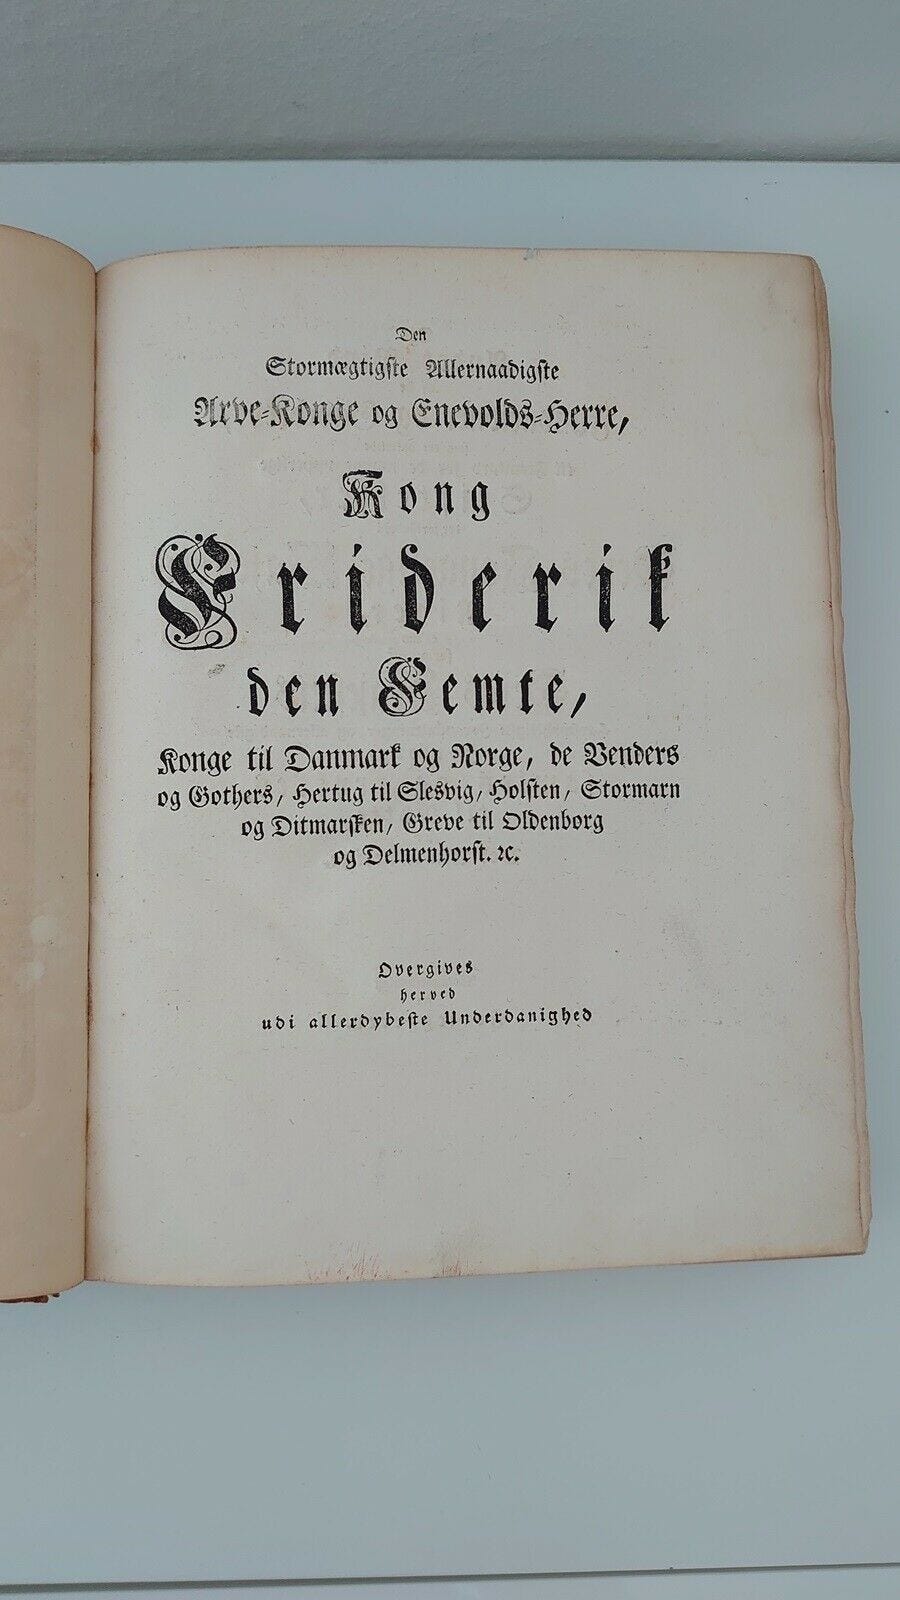 Den
Stormægtigste Allernaadigste
Arve-Konge og Enevolds-Herre,
Kong
Friderik
den Femte,
Konge til Danmark og Norge, de Venders
og Gothers, Hertug til Slesvig, Holsten, Stormarn
og Ditmarsken, Greve til Oldenborg
og Delmenhorst. ꝛc.
Overgives
herved
udi allerdybeste Underdanighed